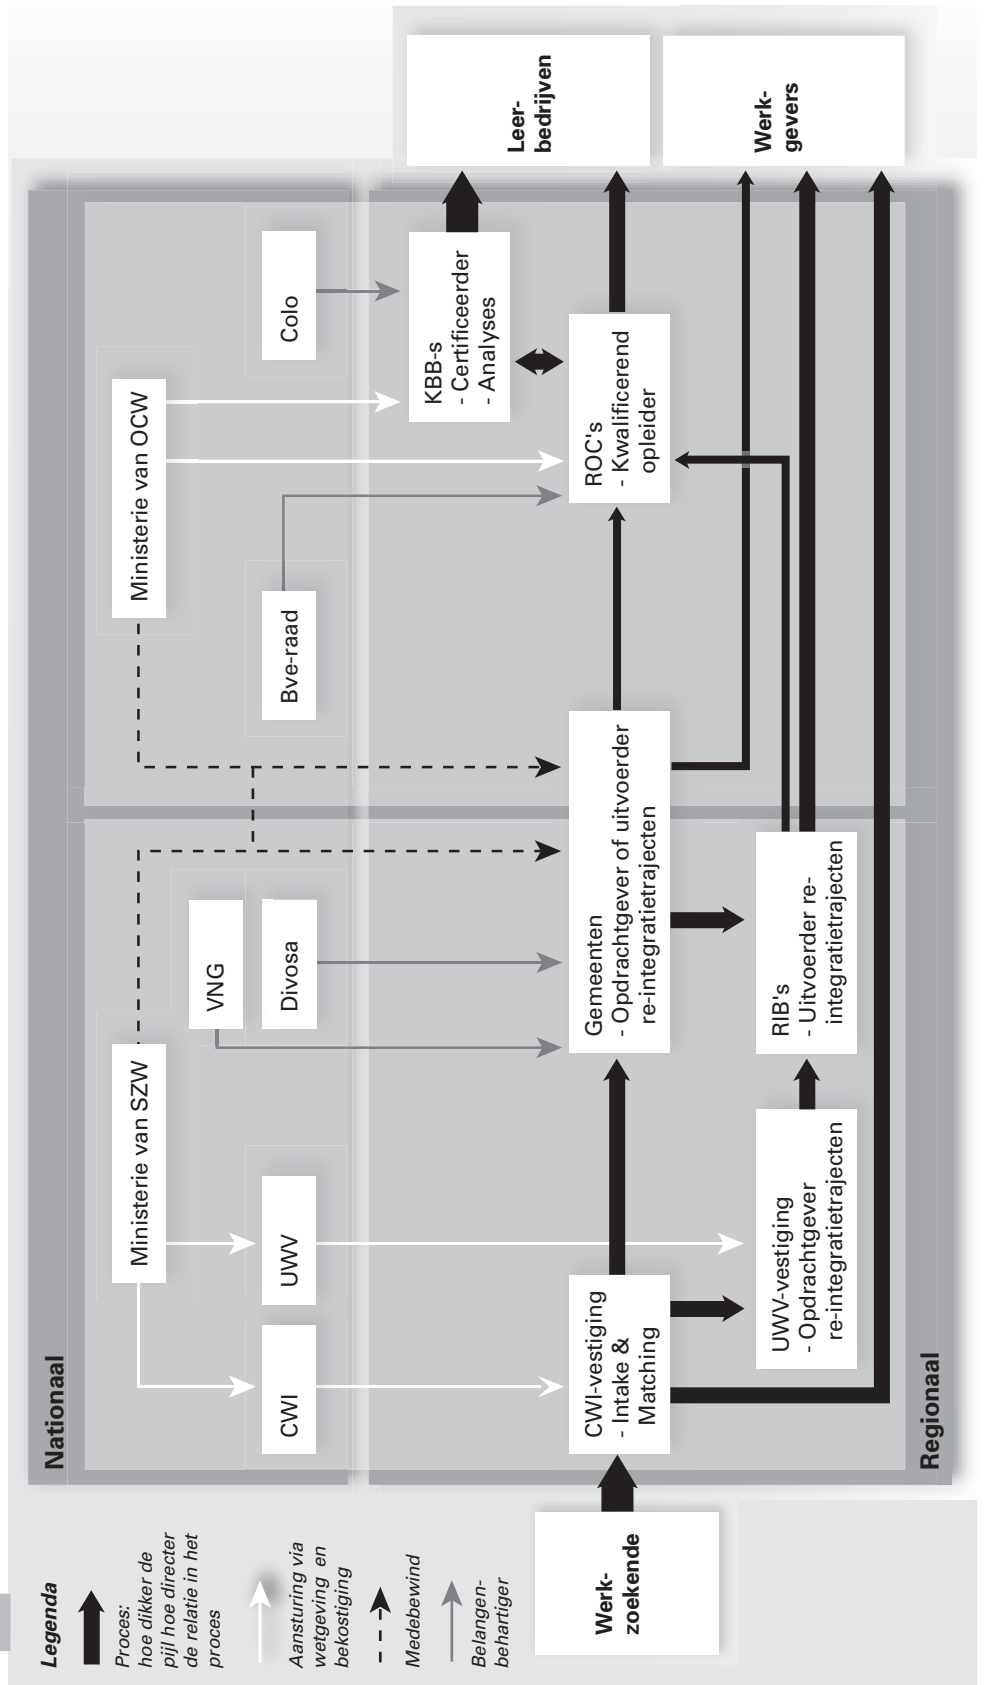 Legenda
Proces:
hoe dikker de
pijl hoe directer
de relatie in het
proces
Aansturing via
wetgeving en
bekostiging
Medebewind
Belangen-
behartiger
Nationaal
Ministerie van SZW
Ministerie van OCW
CWI
UWV
VNG
Divosa
Bve-raad
Colo
Werk-
zoekende
CWI-vestiging
- Intake &
Matching
Gemeenten
- Opdrachtgever of uitvoerder
re-integratietrajecten
ROC's
- Kwalificerend
opleider
KBB-s
- Certificeerder
- Analyses
UWV-vestiging
- Opdrachtgever
re-integratietrajecten
RIB's
- Uitvoerder re-
integratietrajecten
Leer-
bedrijven
Werk-
gevers
Regionaal